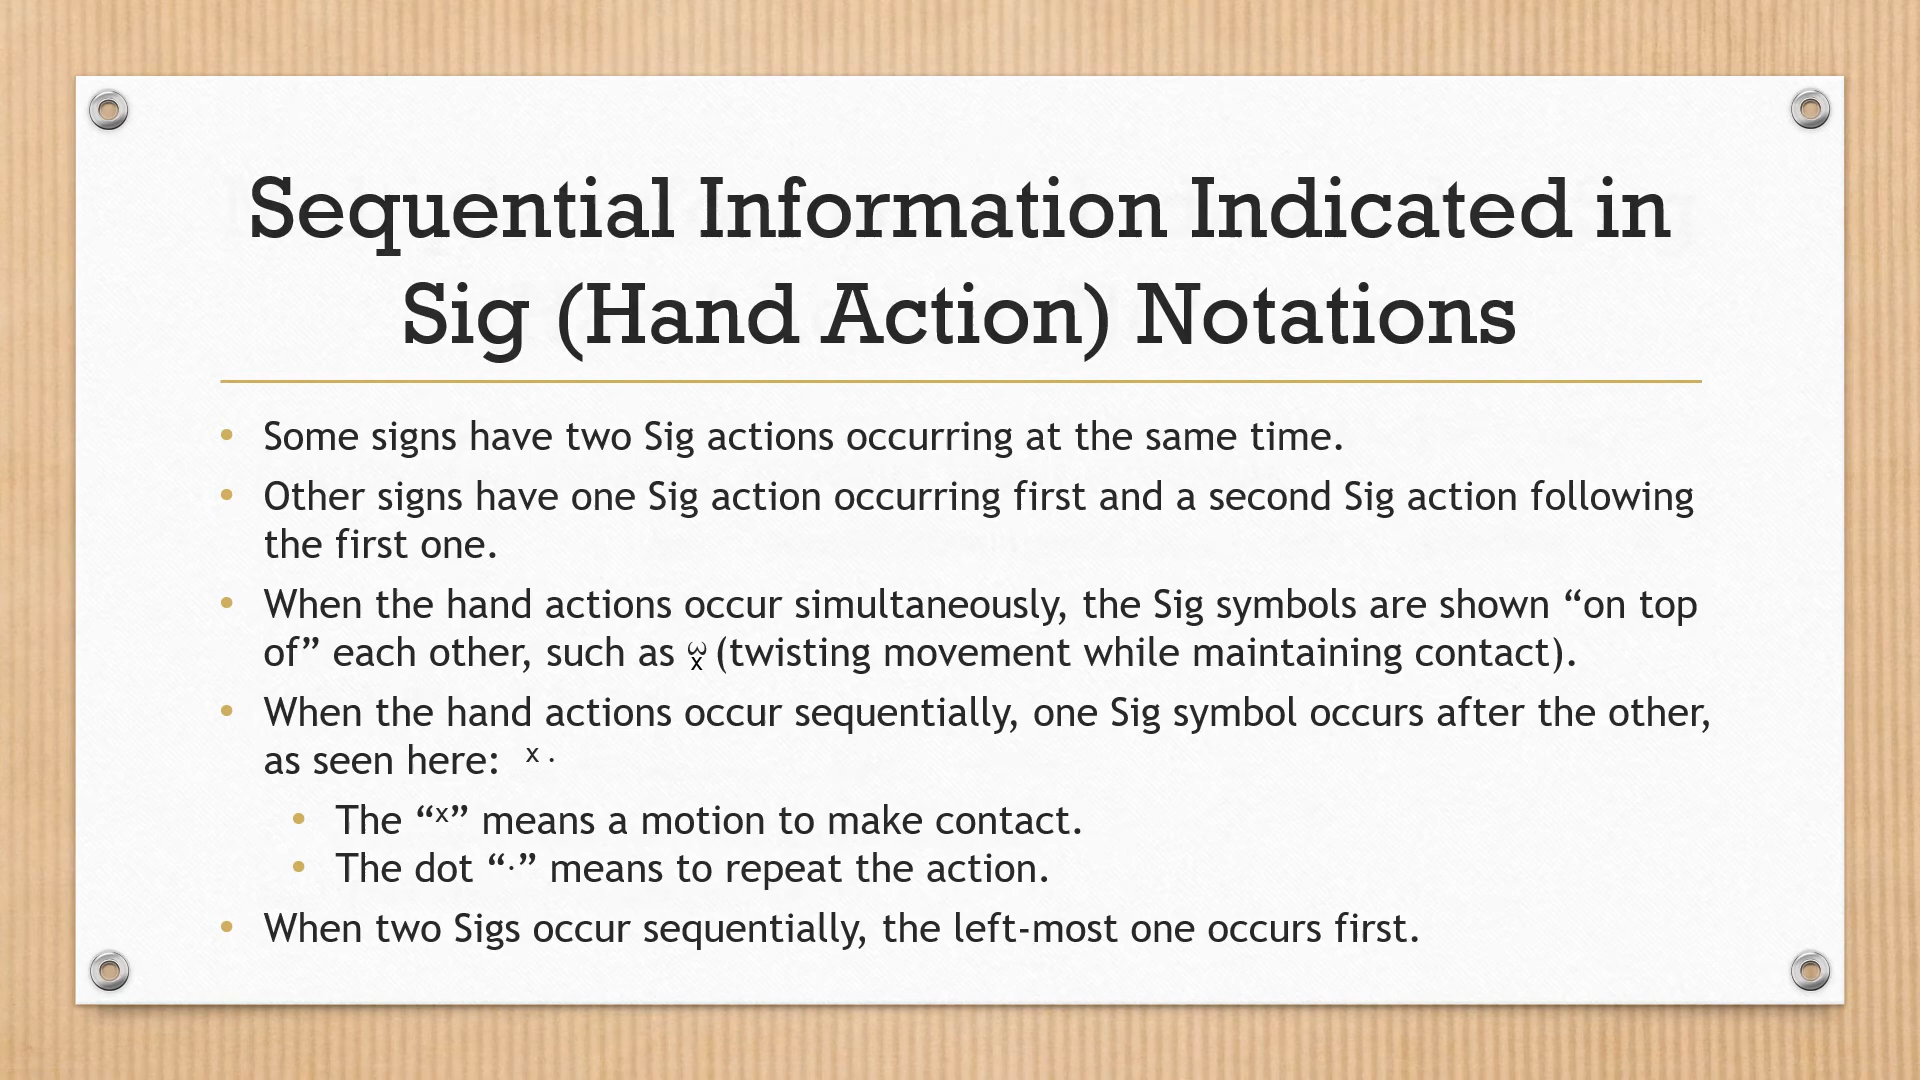 Sequential Information Indicated in
Sig (Hand Action) Notations
• Some signs have two Sig actions occurring at the same time.
• Other signs have one Sig action occurring first and a second Sig action following
the first one.
• When the hand actions occur simultaneously, the Sig symbols are shown “on top
of” each other, such as ω x (twisting movement while maintaining contact).
• When the hand actions occur sequentially, one Sig symbol occurs after the other,
as seen here: x ·
• The “x” means a motion to make contact.
• The dot “·” means to repeat the action.
• When two Sigs occur sequentially, the left-most one occurs first.